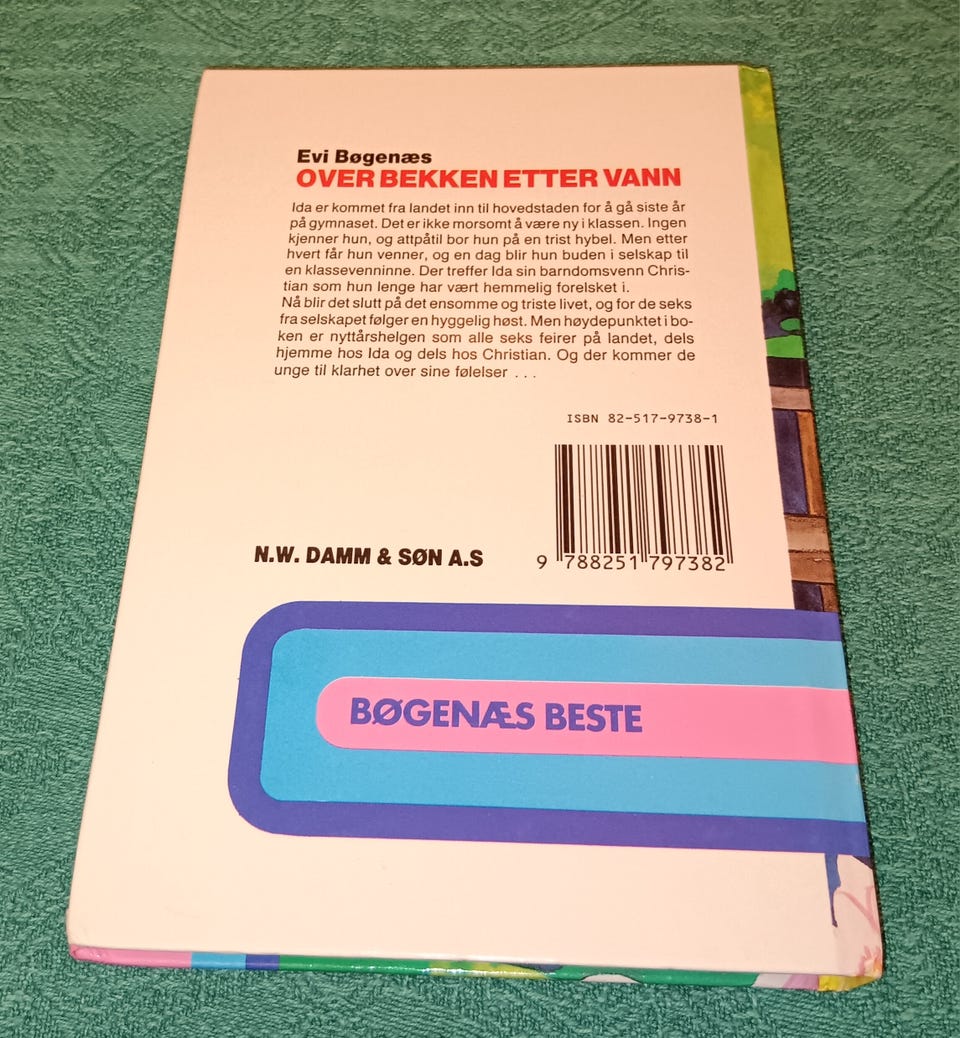 Evi Bøgenæs
OVER BEKKEN ETTER VANN
Ida er kommet fra landet inn til hovedstaden for å gå siste år
på gymnaset. Det er ikke morsomt å være ny i klassen. Ingen
kjenner hun, og attpåtil bor hun på en trist hybel. Men etter
hvert får hun venner, og en dag blir hun buden i selskap til
en klassevenninne. Der treffer Ida sin barndomsvenn Chris-
tian som hun lenge har vært hemmelig forelsket i.
Nå blir det slutt på det ensomme og triste livet, og for de seks
fra selskapet følger en hyggelig høst. Men høydepunktet i bo-
ken er nyttårshelgen som alle seks feirer på landet, dels
hjemme hos Ida og dels hos Christian. Og der kommer de
unge til klarhet over sine følelser . . .
ISBN 82-517-9738-1
9 788251 797382
N.W. DAMM & SØN A.S
BØGENÆS BESTE